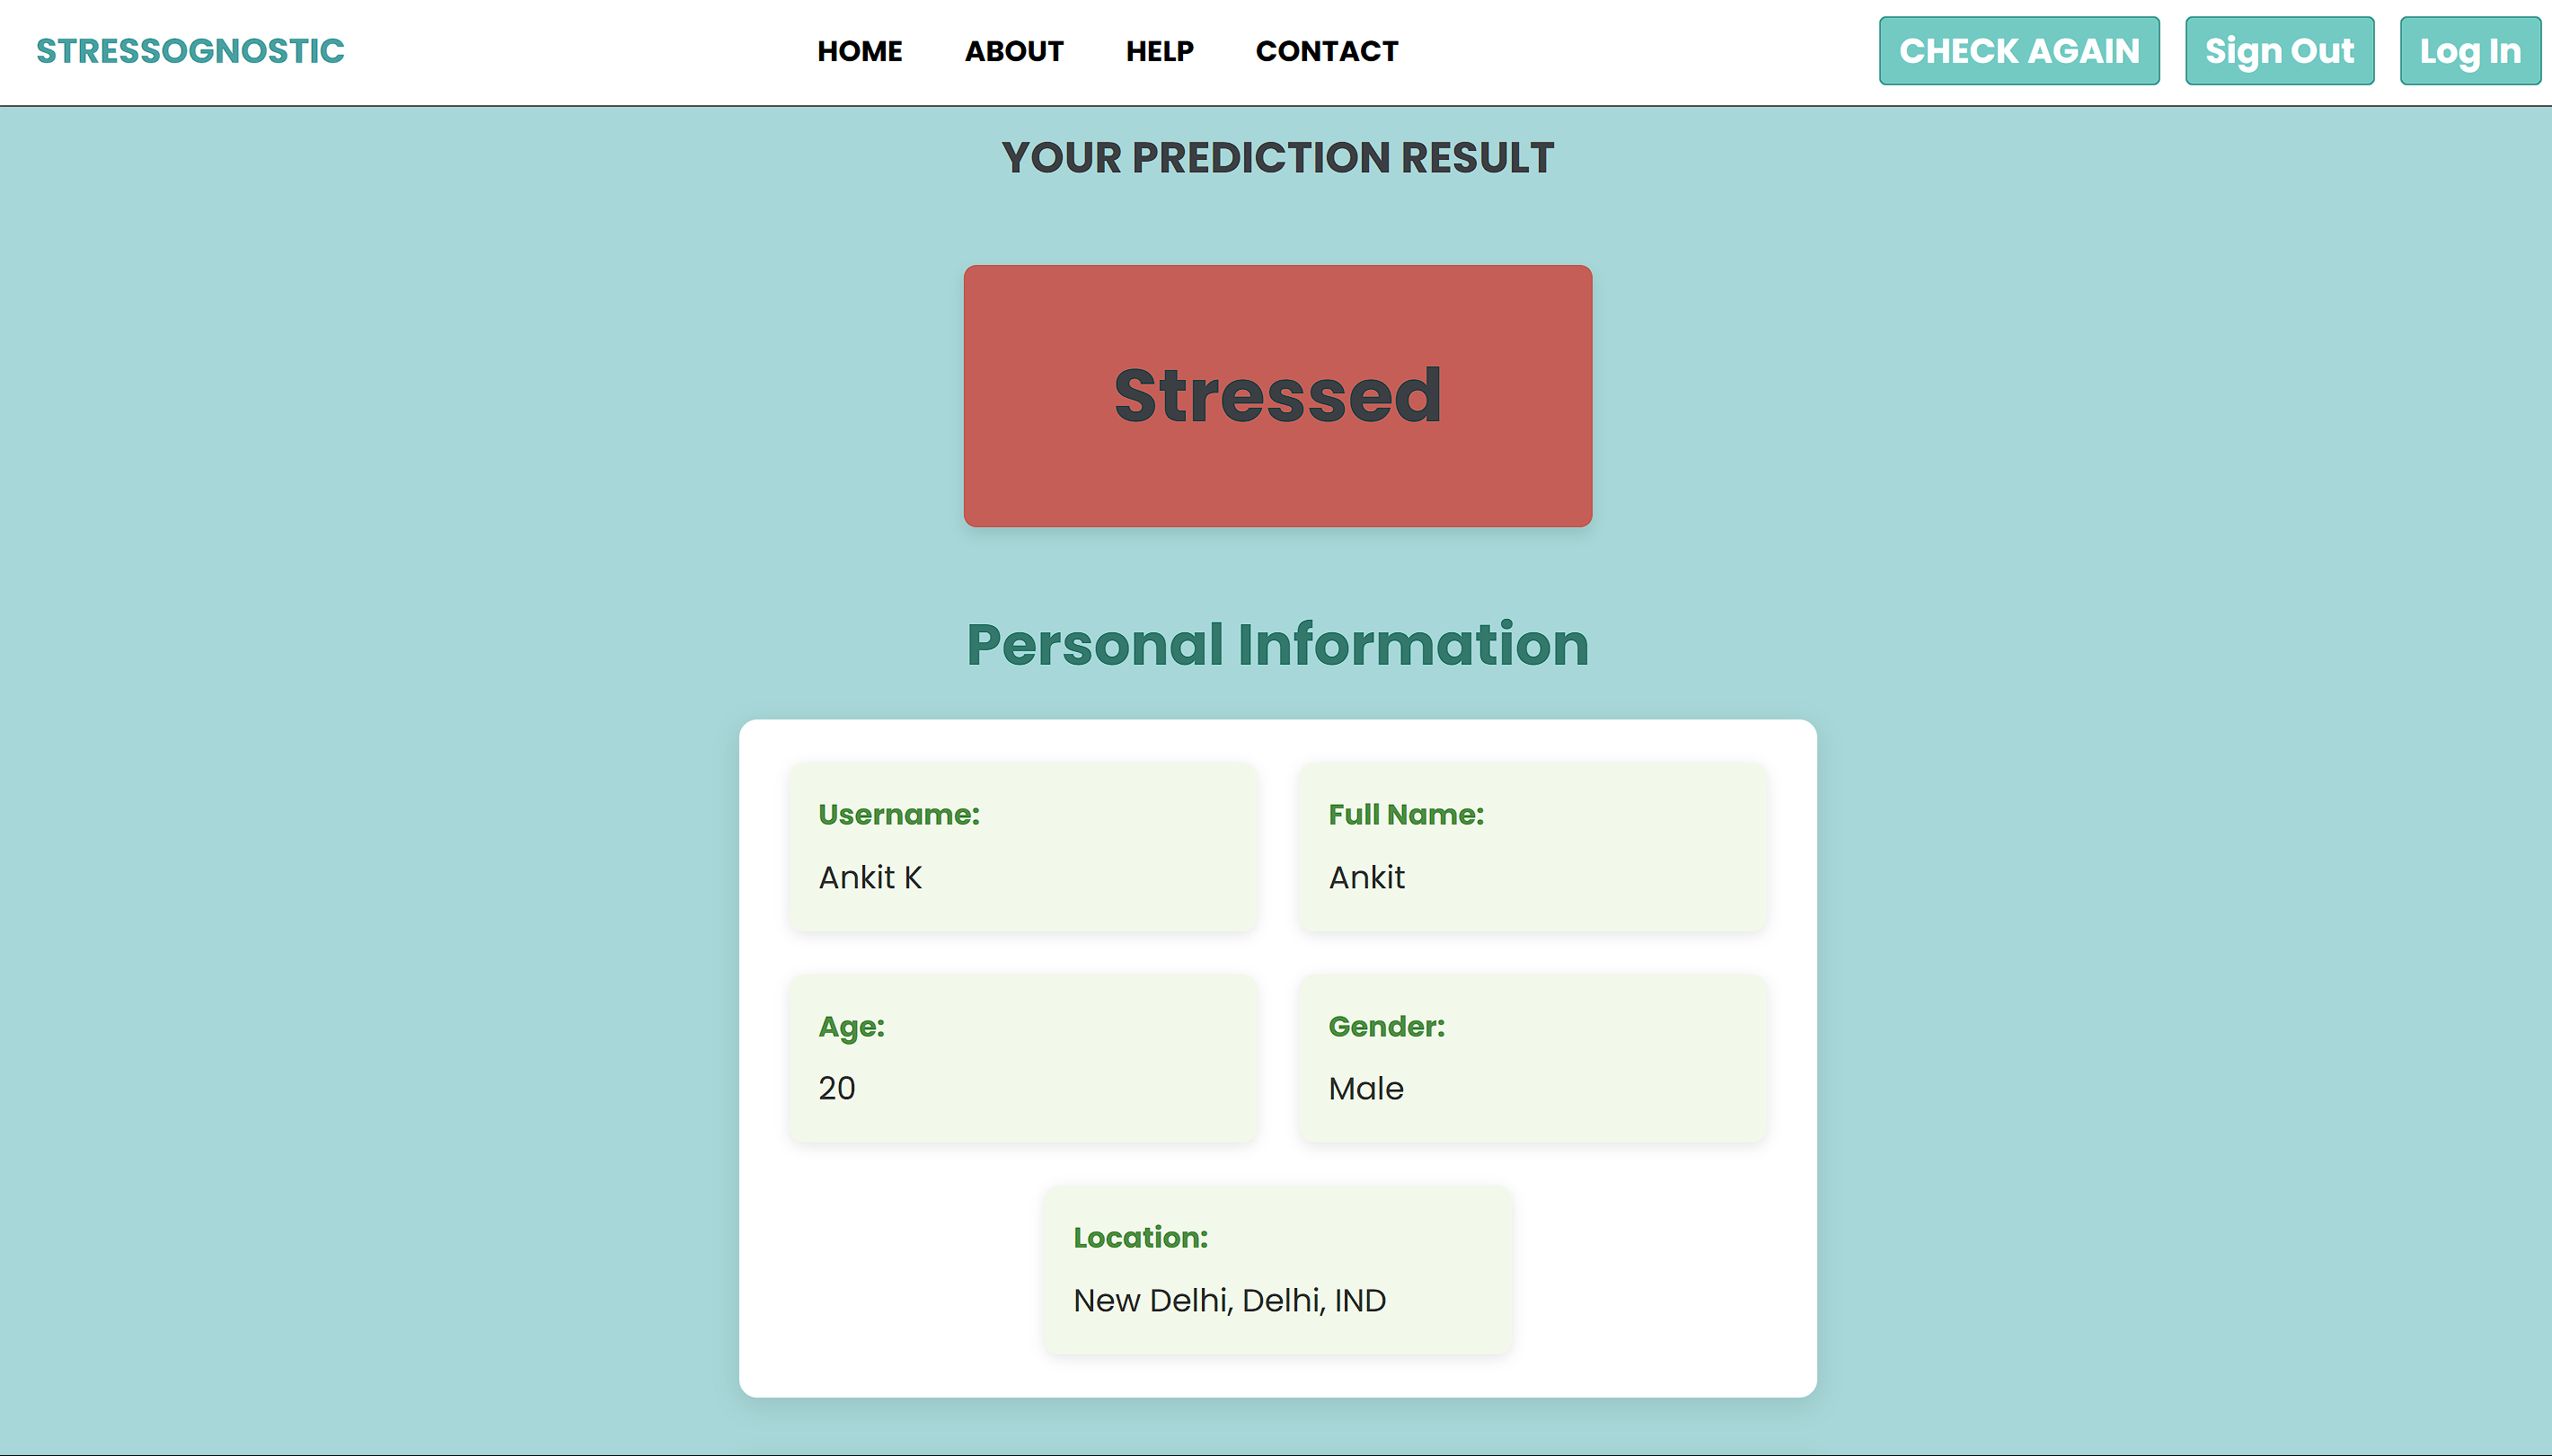 STRESSOGNOSTIC
HOME ABOUT HELP CONTACT
CHECK AGAIN Sign Out Log In
YOUR PREDICTION RESULT
Stressed
Personal Information
Username:
Ankit K
Full Name:
Ankit
Age:
20
Gender:
Male
Location:
New Delhi, Delhi, IND